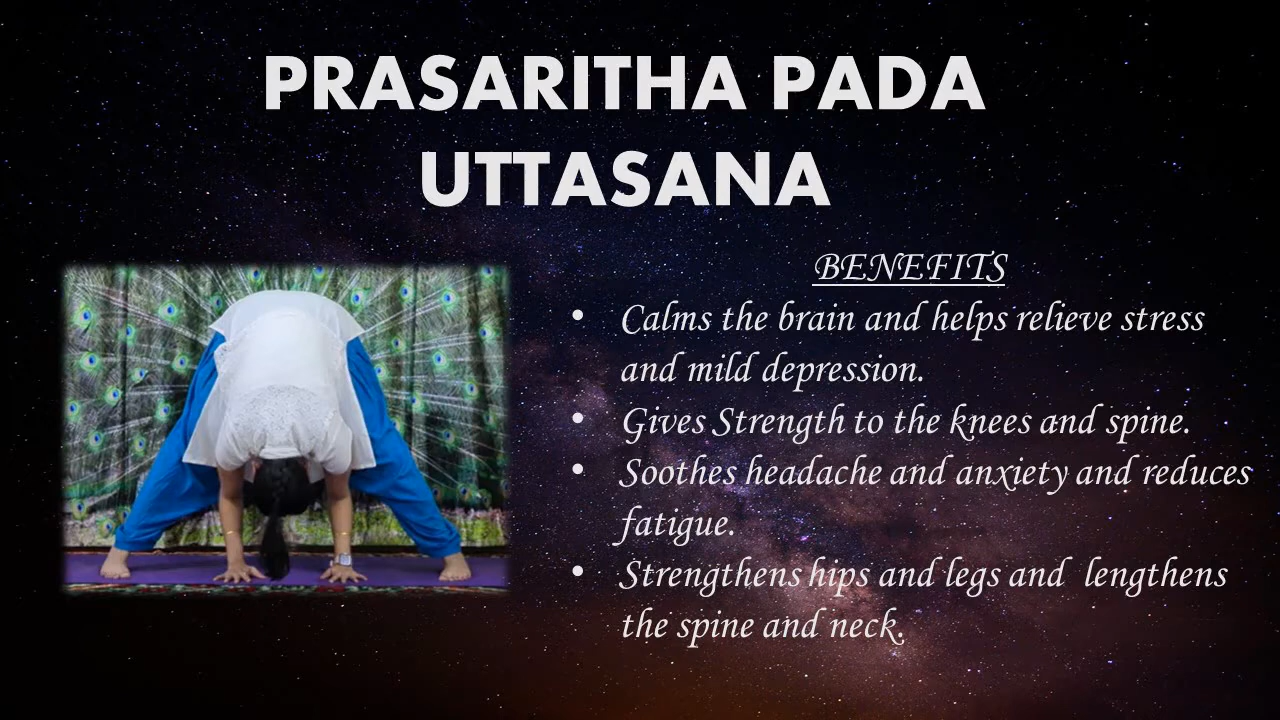 PRASARITHA PADA
UTTASANA
BENEFITS
• Calms the brain and helps relieve stress
and mild depression.
• Gives Strength to the knees and spine.
• Soothes headache and anxiety and reduces
fatigue.
• Strengthens hips and legs and lengthens
the spine and neck.